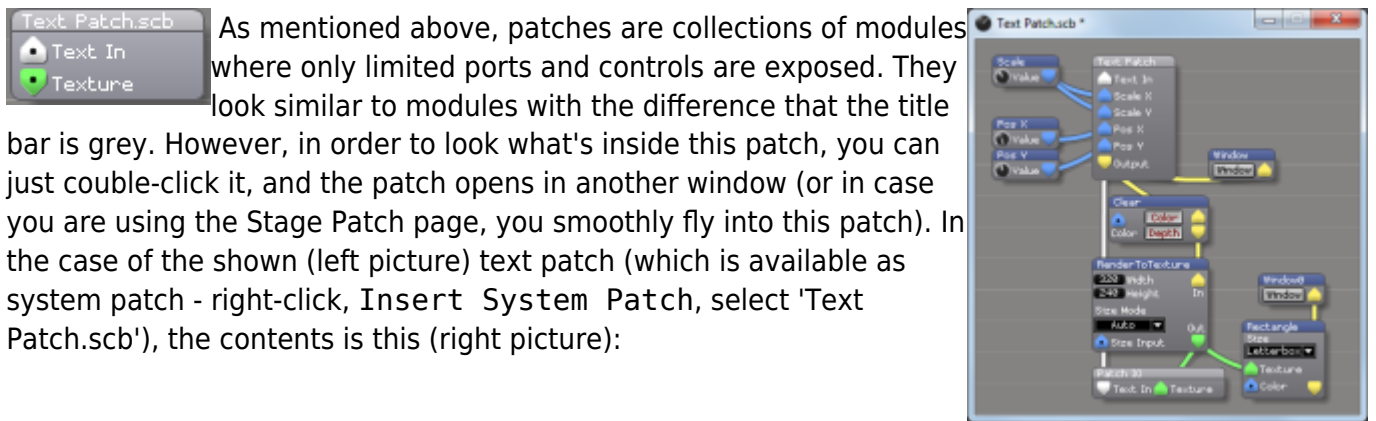 Text Patch.scb
Text In
Texture
As mentioned above, patches are collections of modules
where only limited ports and controls are exposed. They
look similar to modules with the difference that the title
bar is grey. However, in order to look what's inside this patch, you can
just couble-click it, and the patch opens in another window (or in case
you are using the Stage Patch page, you smoothly fly into this patch). In
the case of the shown (left picture) text patch (which is available as
system patch - right-click, Insert System Patch, select 'Text
Patch.scb'), the contents is this (right picture):
Text Patch.scb *
Scale
Value
Text Patch
Text In
Scale X
Scale Y
Pos X
Pos Y
Output
Pos X
Value
Pos Y
Value
Window
Window
Clear
Color
Color Depth
RenderToTexture
Width
240 Height
In
Size Mode
Auto
Out
Size Input
Window
Rectangle
Size
Letterbox
Texture
Color
Patch IO
Text In Texture